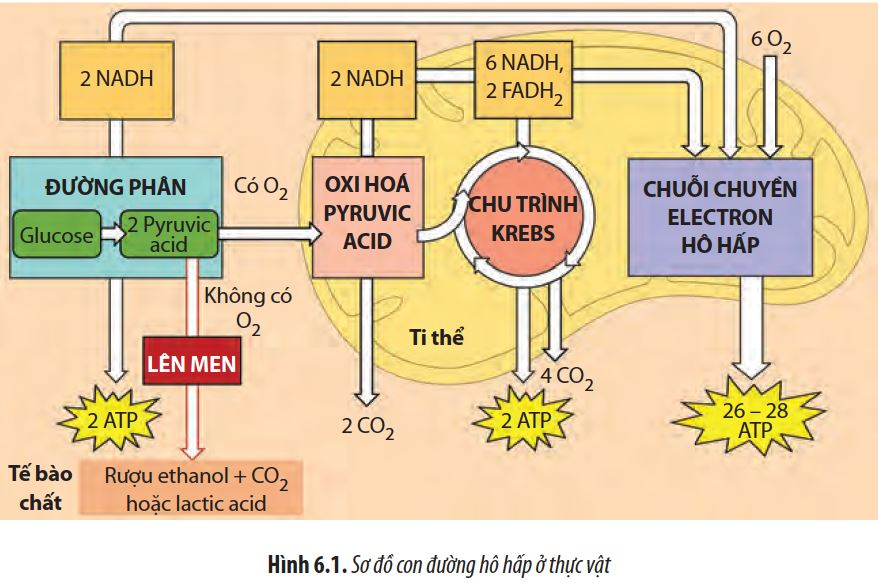 6 O₂
2 NADH
2 NADH
6 NADH,
2 FADH₂
ĐƯỜNG PHÂN
Glucose
2 Pyruvic
acid
Có O₂
OXI HOÁ
PYRUVIC
ACID
CHU TRÌNH
KREBS
CHUỖI CHUYỀN
ELECTRON
HÔ HẤP
Không có
O₂
LÊN MEN
Ti thể
2 ATP
2 CO₂
2 ATP
4 CO₂
26 – 28
ATP
Tế bào
chất
Rượu ethanol + CO₂
hoặc lactic acid
Hình 6.1. Sơ đồ con đường hô hấp ở thực vật